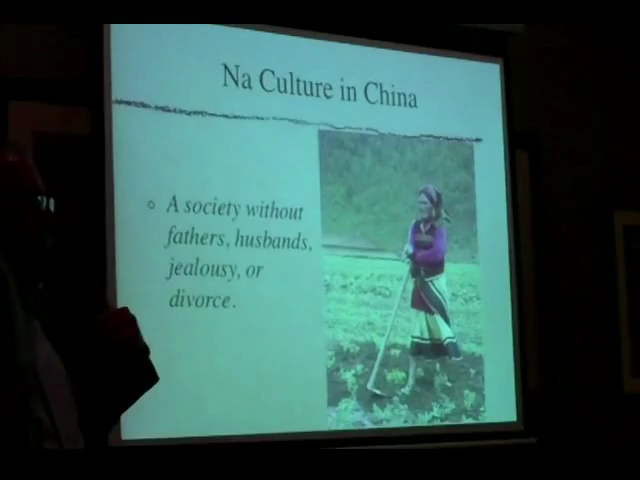 Na Culture in China
A society without
fathers, husbands,
jealousy, or
divorce.